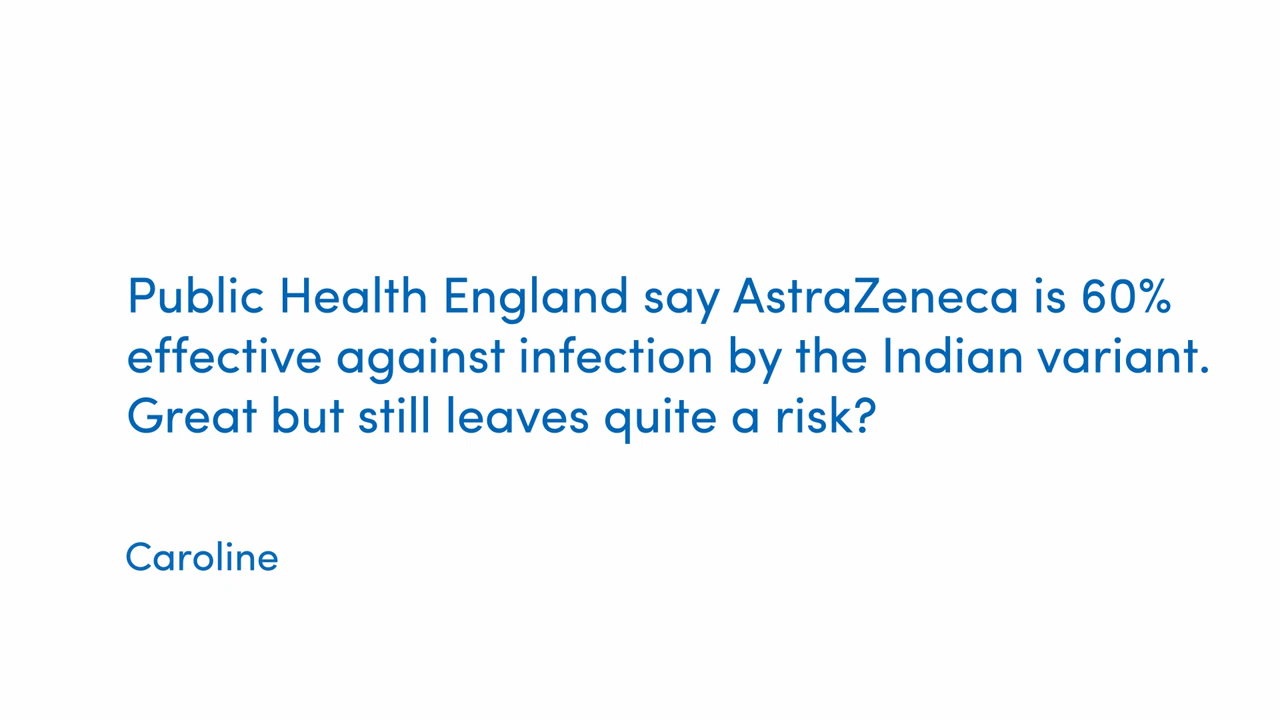 Public Health England say AstraZeneca is 60%
effective against infection by the Indian variant.
Great but still leaves quite a risk?
Caroline